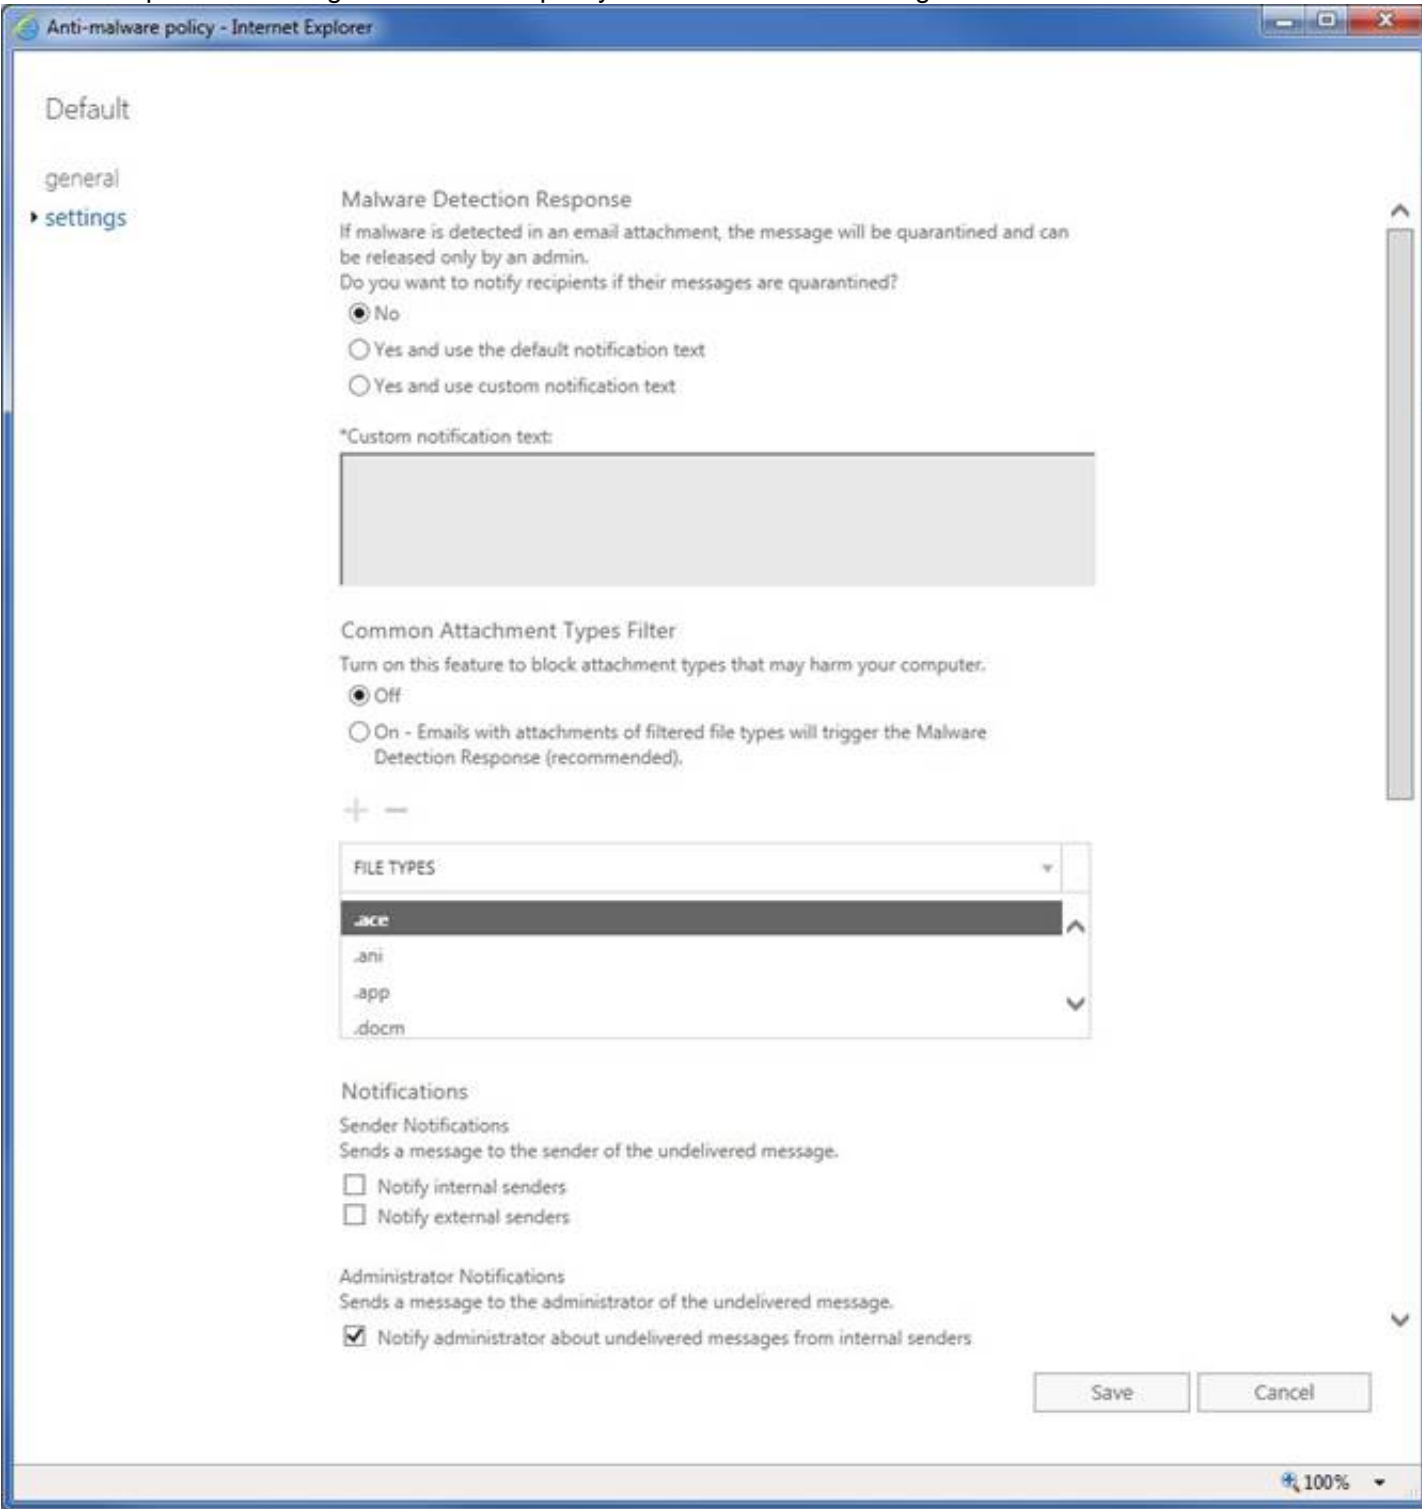 Anti-malware policy - Internet Explorer
Default
general
settings
Malware Detection Response
If malware is detected in an email attachment, the message will be quarantined and can
be released only by an admin.
Do you want to notify recipients if their messages are quarantined?
No
Yes and use the default notification text
Yes and use custom notification text
*Custom notification text:
Common Attachment Types Filter
Turn on this feature to block attachment types that may harm your computer.
Off
On - Emails with attachments of filtered file types will trigger the Malware
Detection Response (recommended).
FILE TYPES
.ace
.ani
.app
.docm
Notifications
Sender Notifications
Sends a message to the sender of the undelivered message.
Notify internal senders
Notify external senders
Administrator Notifications
Sends a message to the administrator of the undelivered message.
Notify administrator about undelivered messages from internal senders
Save
Cancel
100%